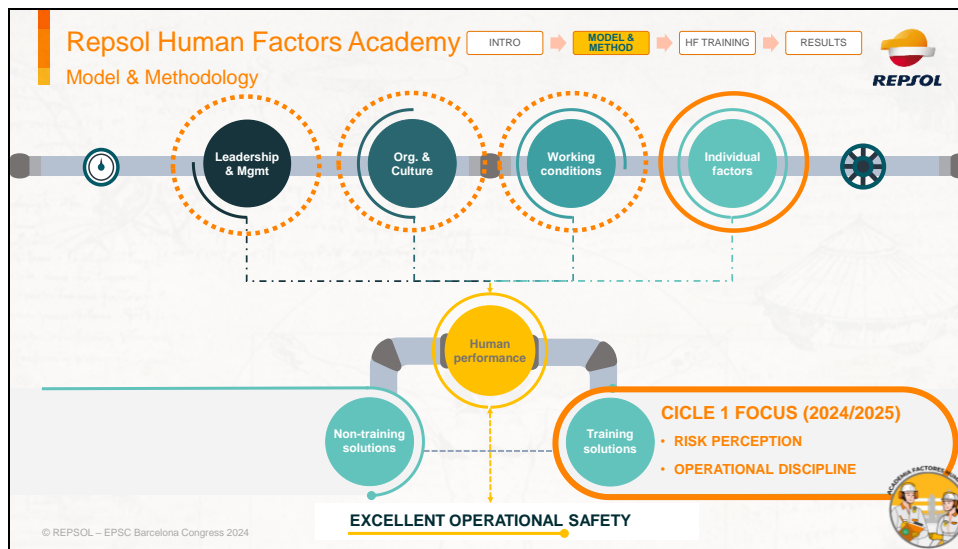 Repsol Human Factors Academy
INTRO
MODEL &
METHOD
HF TRAINING
RESULTS
Model & Methodology
REPSOL
Leadership
& Mgmt
Org. &
Culture
Working
conditions
Individual
factors
Human
performance
Non-training
solutions
Training
solutions
CICLE 1 FOCUS (2024/2025)
• RISK PERCEPTION
• OPERATIONAL DISCIPLINE
EXCELLENT OPERATIONAL SAFETY
© REPSOL – EPSC Barcelona Congress 2024
ACADEMIA FACTORES